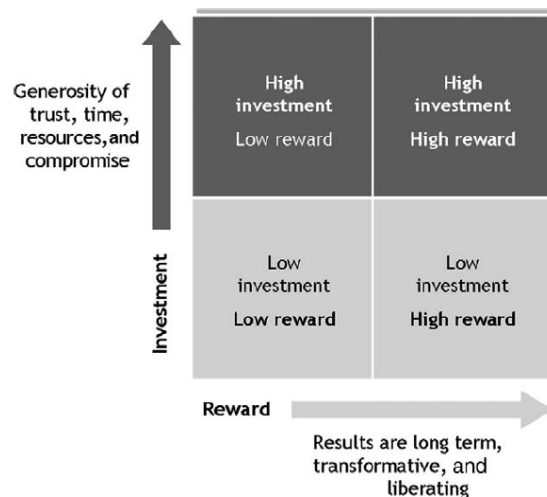 Generosity of
trust, time,
resources,and
compromise
Investment
High
investment
Low reward
High
investment
High reward
Low
investment
Low reward
Low
investment
High reward
Reward
Results are long term,
transformative, and
liberating